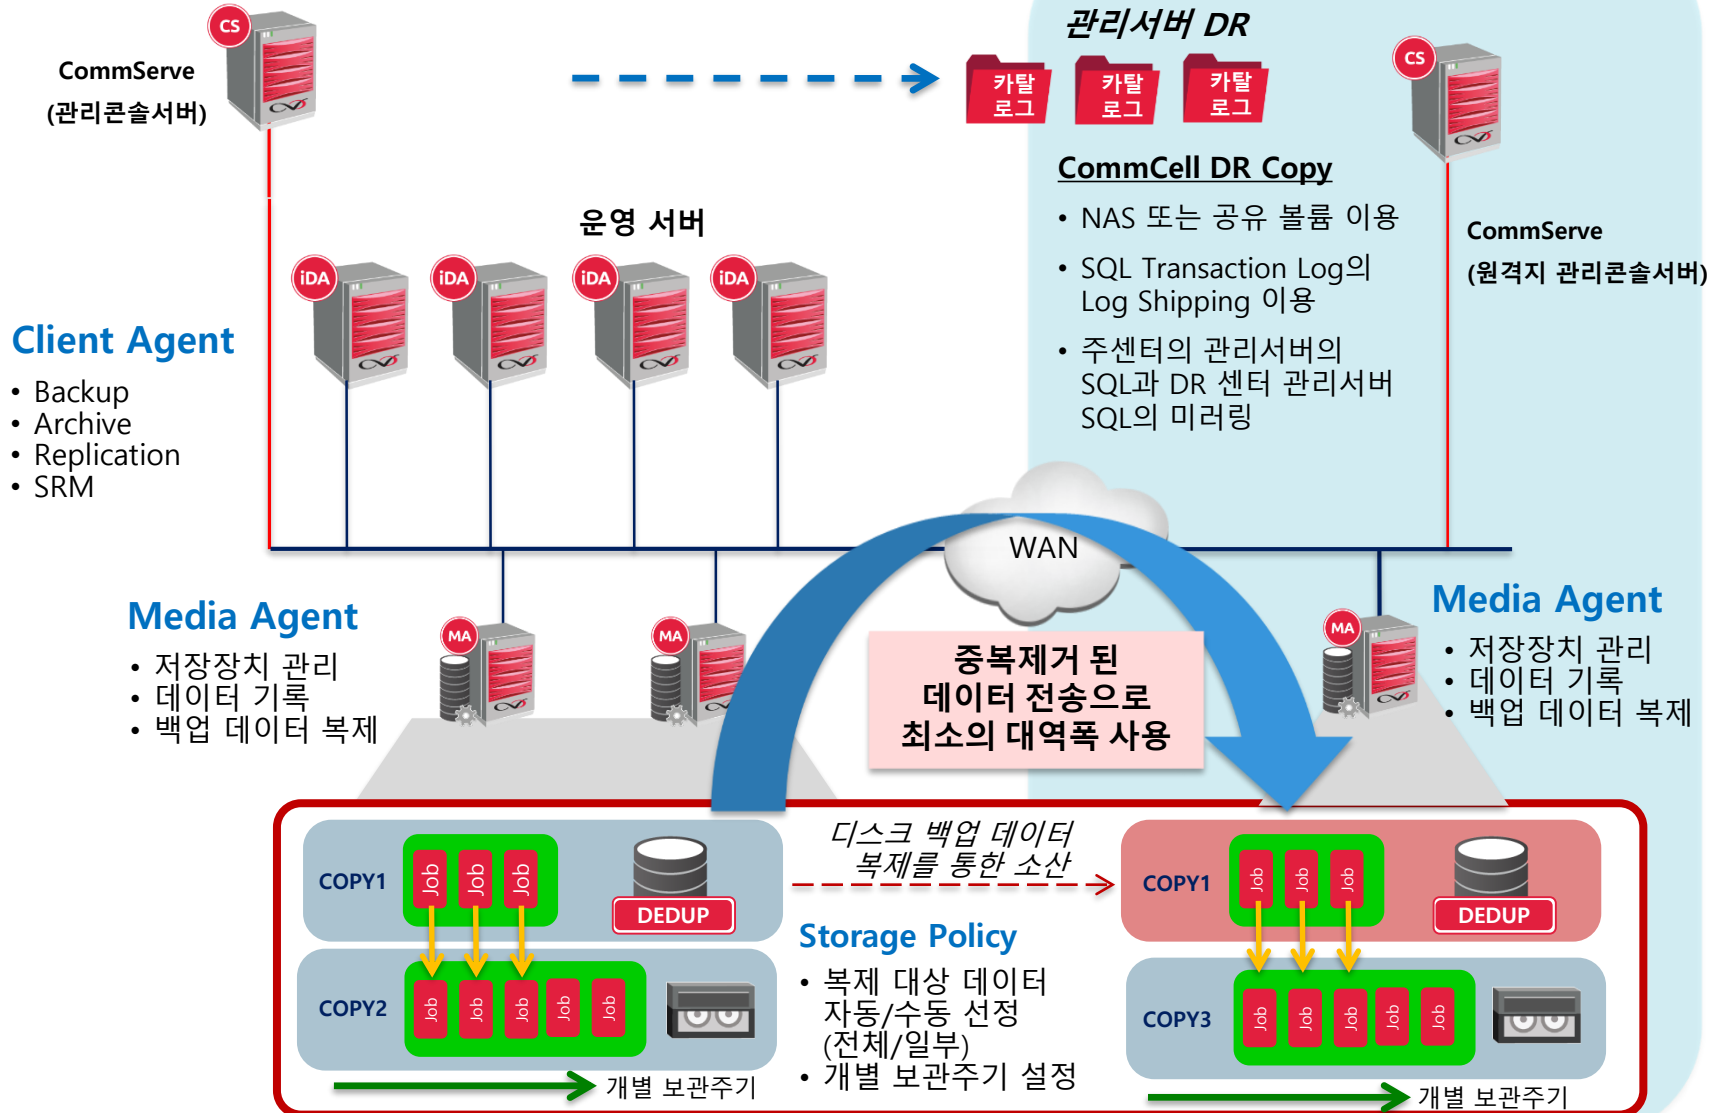 관리서버 DR
CS
CommServe
(관리콘솔서버)
카탈
로그
카탈
로그
카탈
로그
CS
CommServe
(원격지 관리콘솔서버)
CommCell DR Copy
• NAS 또는 공유 볼륨 이용
• SQL Transaction Log의
Log Shipping 이용
• 주센터의 관리서버의
SQL과 DR 센터 관리서버
SQL의 미러링
운영 서버
iDA
iDA
iDA
iDA
Client Agent
• Backup
• Archive
• Replication
• SRM
WAN
Media Agent
• 저장장치 관리
• 데이터 기록
• 백업 데이터 복제
MA
MA
중복제거 된
데이터 전송으로
최소의 대역폭 사용
MA
Media Agent
• 저장장치 관리
• 데이터 기록
• 백업 데이터 복제
COPY1
Job
Job
Job
DEDUP
디스크 백업 데이터
복제를 통한 소산
COPY1
Job
Job
Job
DEDUP
COPY2
Job
Job
Job
Job
Job
Storage Policy
• 복제 대상 데이터
자동/수동 선정
(전체/일부)
• 개별 보관주기 설정
COPY3
Job
Job
Job
Job
Job
개별 보관주기
개별 보관주기